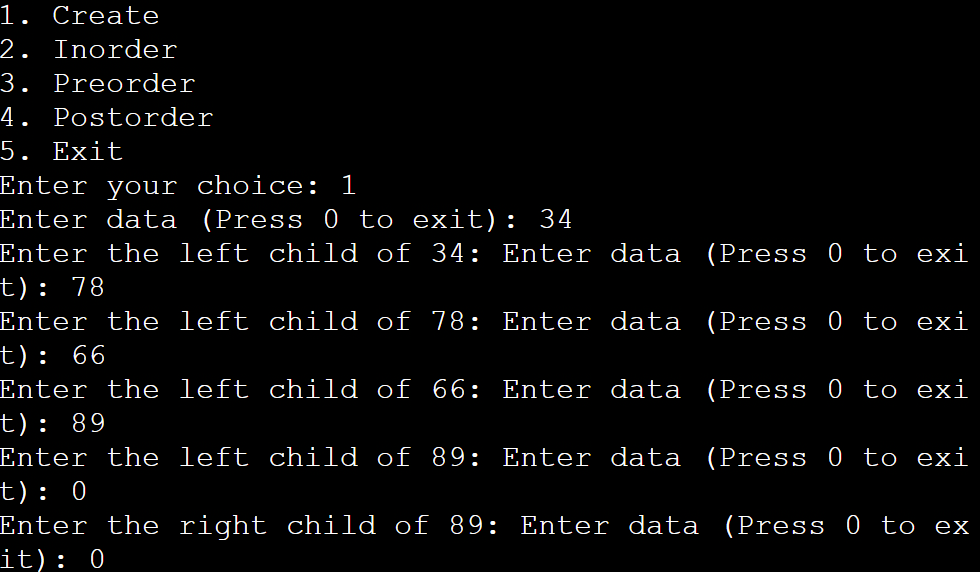 1. Create
2. Inorder
3. Preorder
4. Postorder
5. Exit
Enter your choice: 1
Enter data (Press 0 to exit): 34
Enter the left child of 34: Enter data (Press 0 to exi
t): 78
Enter the left child of 78: Enter data (Press 0 to exi
t): 66
Enter the left child of 66: Enter data (Press 0 to exi
t): 89
Enter the left child of 89: Enter data (Press 0 to exi
t): 0
Enter the right child of 89: Enter data (Press 0 to ex
it): 0